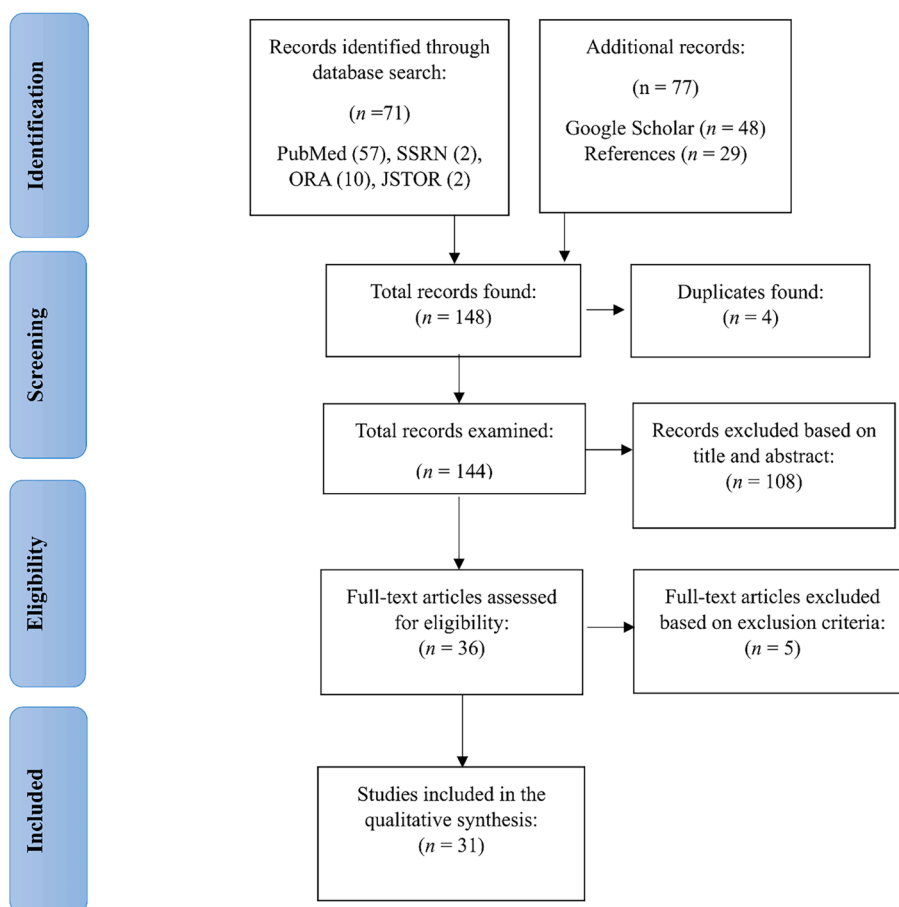 Identification
Records identified through
database search:
(n =71)
PubMed (57), SSRN (2),
ORA (10), JSTOR (2)
Additional records:
(n = 77)
Google Scholar (n = 48)
References (n = 29)
Screening
Total records found:
(n = 148)
Duplicates found:
(n = 4)
Total records examined:
(n = 144)
Records excluded based on
title and abstract:
(n = 108)
Eligibility
Full-text articles assessed
for eligibility:
(n = 36)
Full-text articles excluded
based on exclusion criteria:
(n = 5)
Included
Studies included in the
qualitative synthesis:
(n = 31)